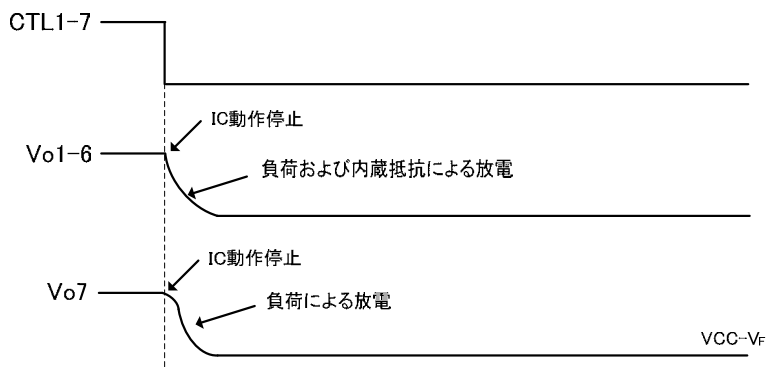 CTL1-7
IC動作停止
Vo1-6
負荷および内蔵抵抗による放電
IC動作停止
Vo7
負荷による放電
VCC-VF